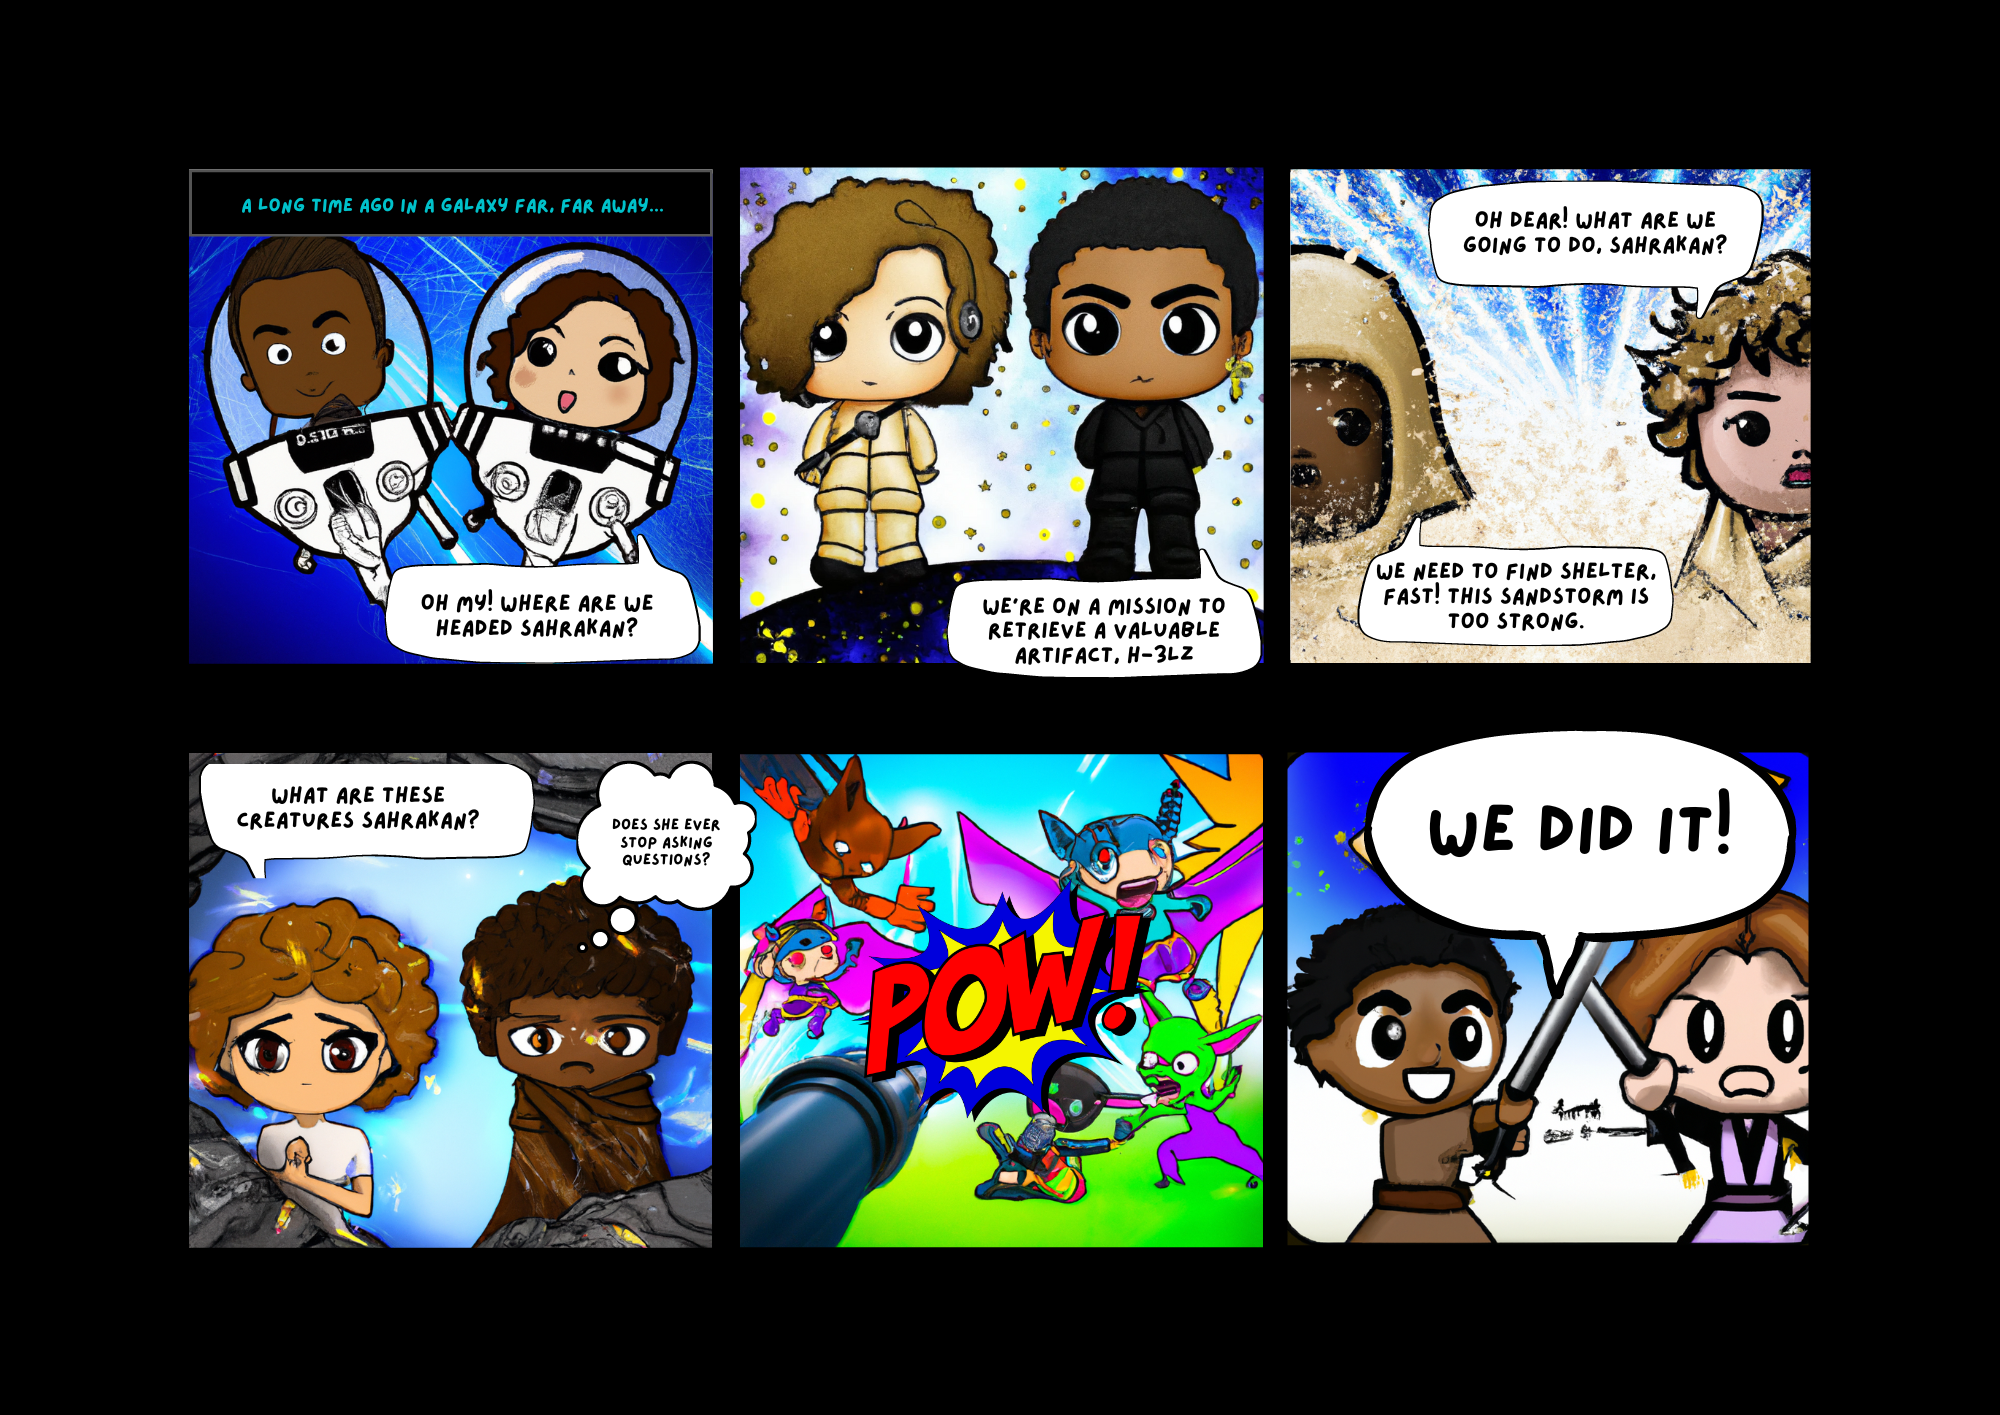 A LONG TIME AGO IN A GALAXY FAR, FAR AWAY...
OH MY! WHERE ARE WE
HEADED SAHRAKAN?
WE'RE ON A MISSION TO
RETRIEVE A VALUABLE
ARTIFACT, H-3LZ
OH DEAR! WHAT ARE WE
GOING TO DO, SAHRAKAN?
WE NEED TO FIND SHELTER,
FAST! THIS SANDSTORM IS
TOO STRONG.
WHAT ARE THESE
CREATURES SAHRAKAN?
DOES SHE EVER
STOP ASKING
QUESTIONS?
POW!
WE DID IT!